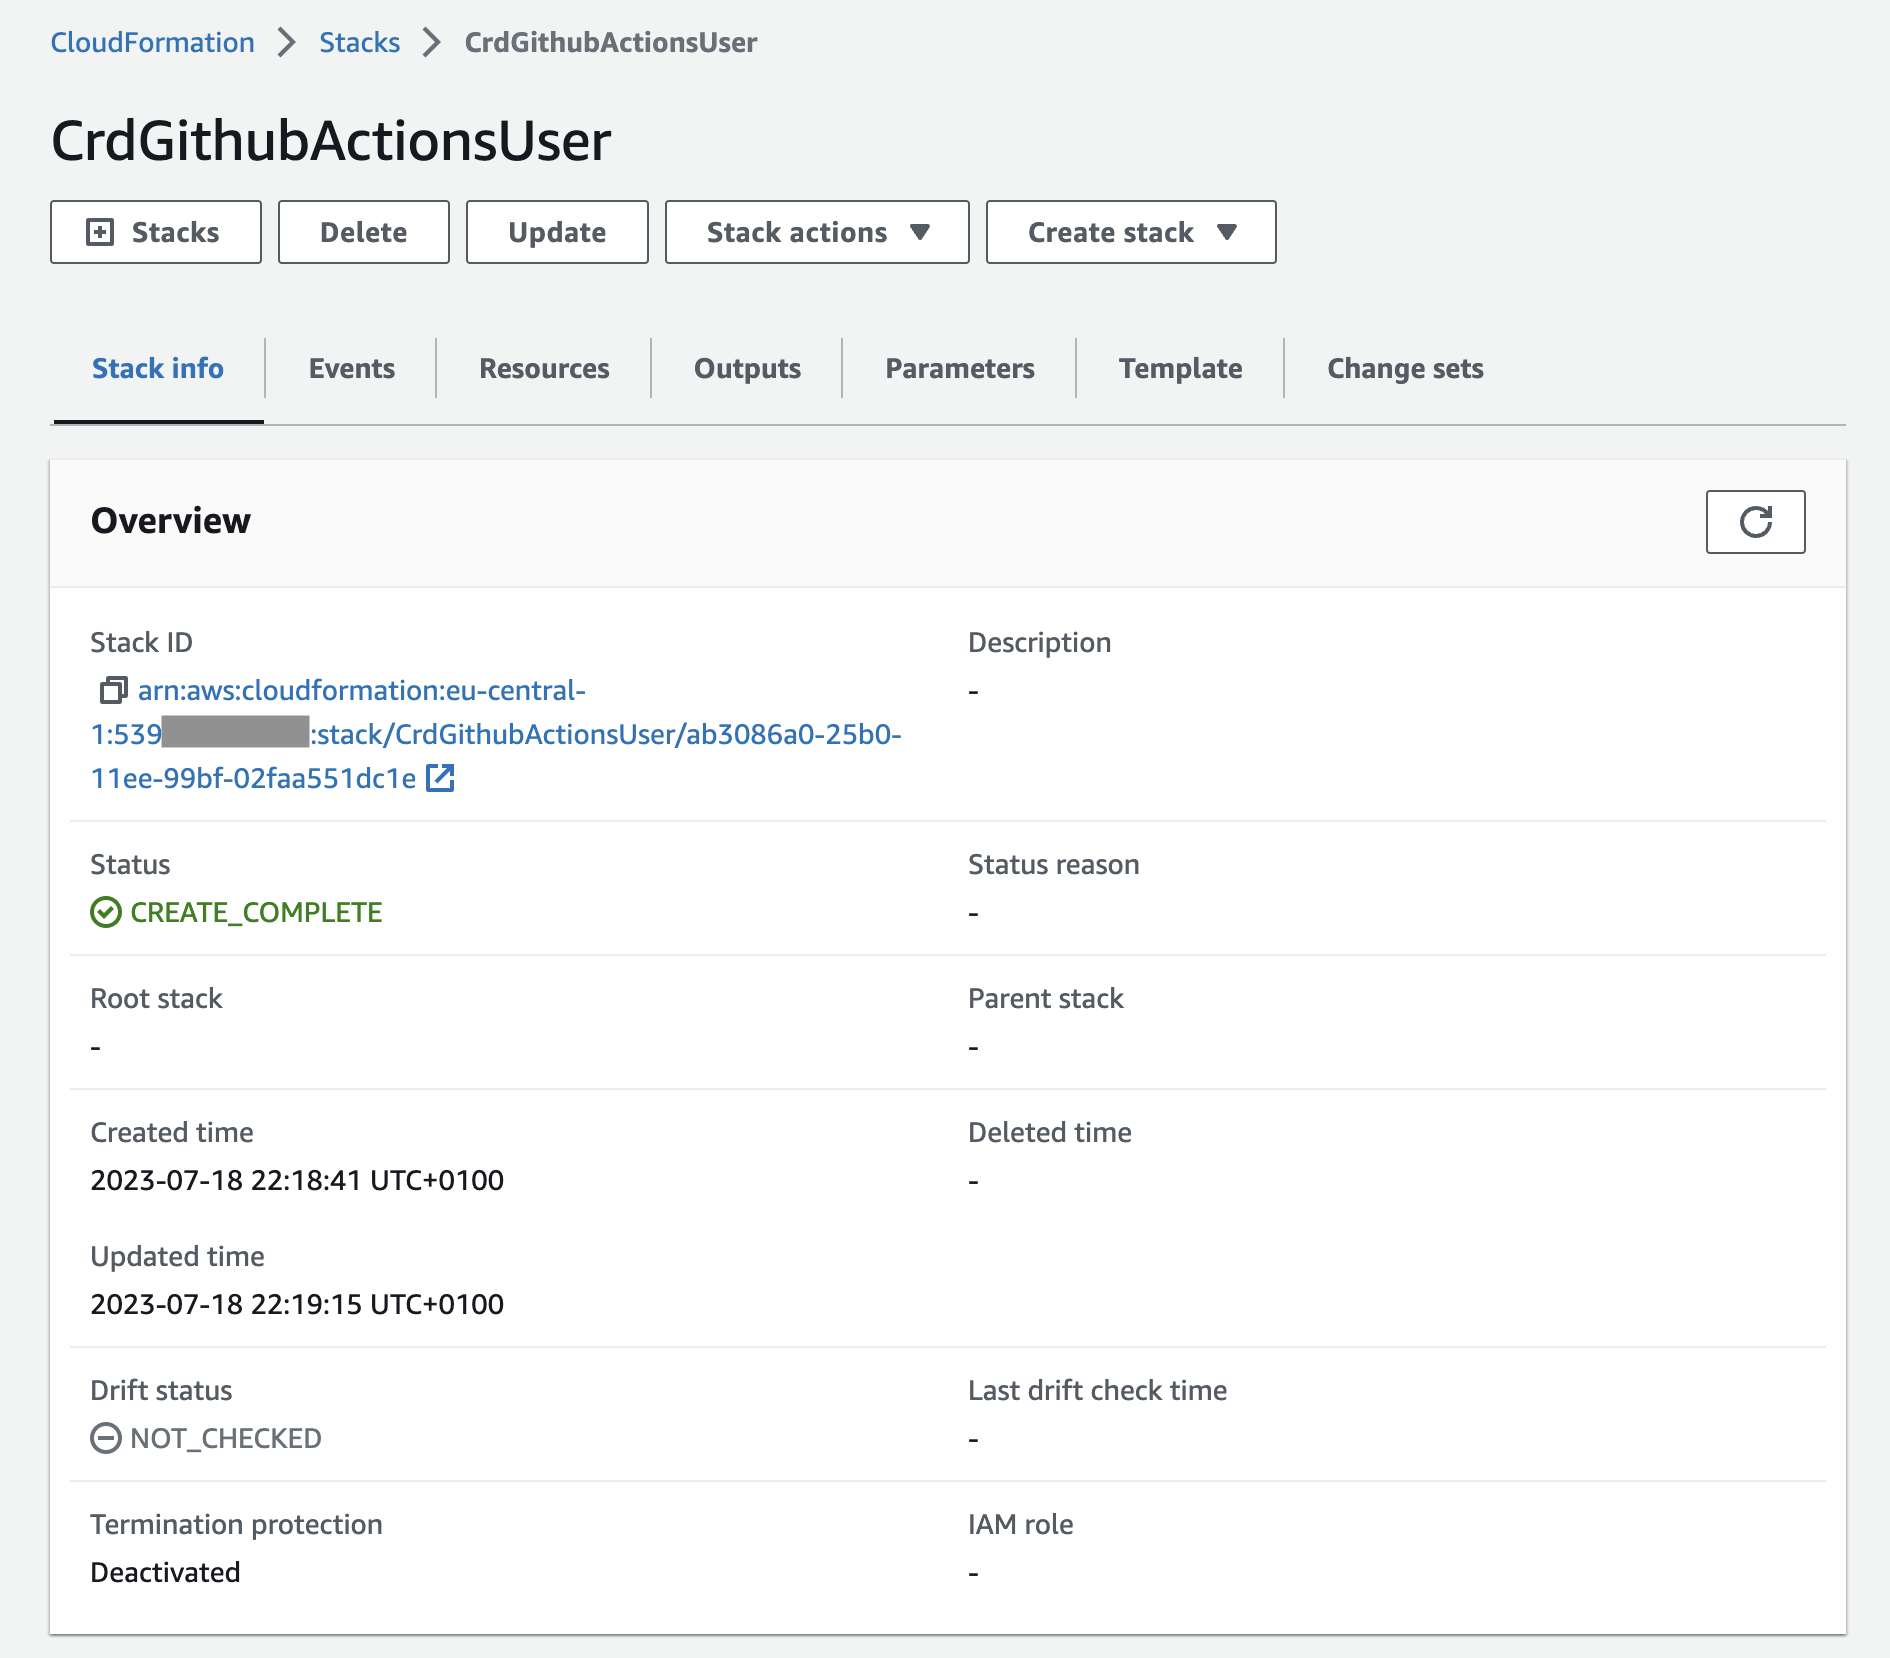 CloudFormation > Stacks > CrdGithubActionsUser
CrdGithubActionsUser
Stacks Delete Update Stack actions Create stack
Stack info Events Resources Outputs Parameters Template Change sets
Overview
Stack ID
arn:aws:cloudformation:eu-central-
1:539 :stack/CrdGithubActionsUser/ab3086a0-25b0-
11ee-99bf-02faa551dc1e
Description
-
Status
CREATE_COMPLETE
Status reason
-
Root stack
-
Parent stack
-
Created time
2023-07-18 22:18:41 UTC+0100
Deleted time
-
Updated time
2023-07-18 22:19:15 UTC+0100
Drift status
NOT_CHECKED
Last drift check time
-
Termination protection
Deactivated
IAM role
-